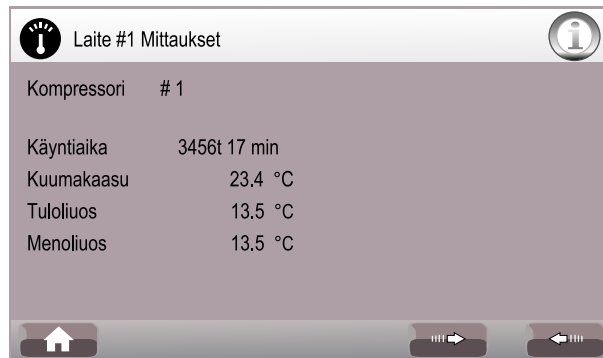 Laite #1 Mittaukset
Kompressori # 1
Käyntiaika 3456t 17 min
Kuumakaasu 23.4 °C
Tuloliuos 13.5 °C
Menoliuos 13.5 °C